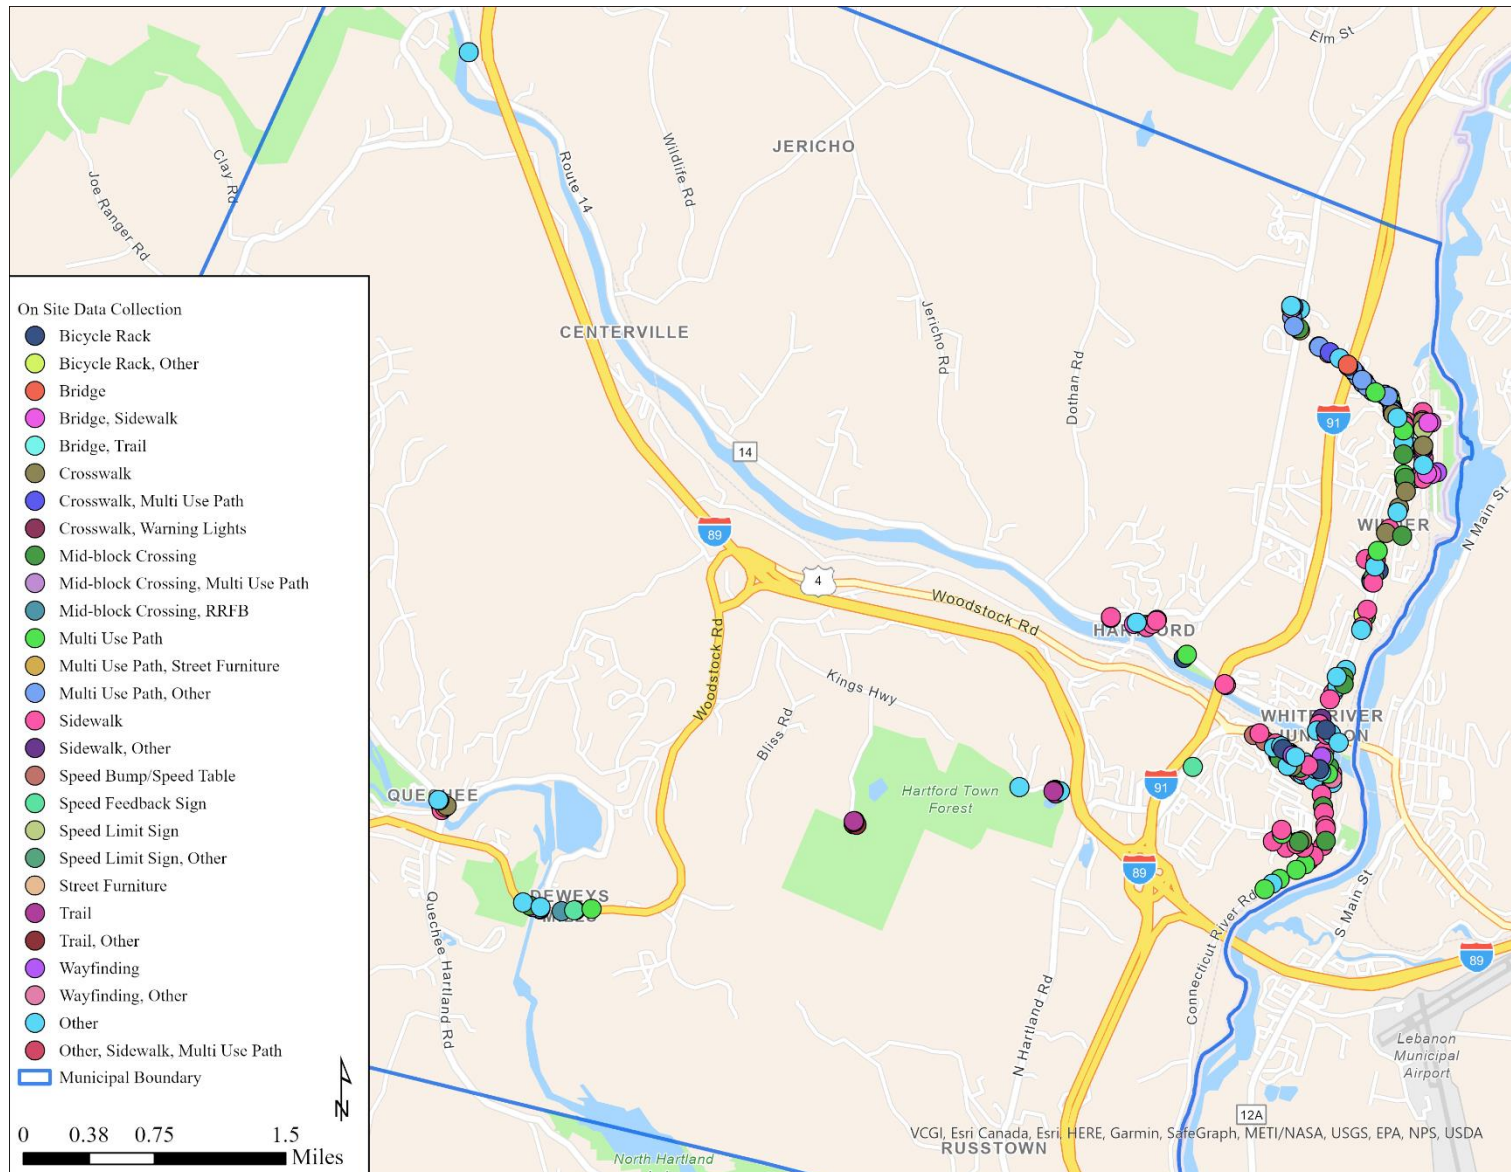 Elm St
JERICHO
Clay Rd
Joe Ranger Rd
Wildlife Rd
Route 14
Jericho Rd
Dothan Rd
CENTERVILLE
91
14
89
4
Woodstock Rd
HARTFORD
N Main St
Woodstock Rd
Kings Hwy
Bliss Rd
WHITE RIVER
JUNCTION
QUECHEE
Hartford Town
Forest
91
89
DEWEYS
MILLS
Quechee Hartland Rd
N Hartland Rd
Connecticut River Rd
S Main St
89
Lebanon
Municipal
Airport
12A
RUSSTOWN
North Hartland
On Site Data Collection
Bicycle Rack
Bicycle Rack, Other
Bridge
Bridge, Sidewalk
Bridge, Trail
Crosswalk
Crosswalk, Multi Use Path
Crosswalk, Warning Lights
Mid-block Crossing
Mid-block Crossing, Multi Use Path
Mid-block Crossing, RRFB
Multi Use Path
Multi Use Path, Street Furniture
Multi Use Path, Other
Sidewalk
Sidewalk, Other
Speed Bump/Speed Table
Speed Feedback Sign
Speed Limit Sign
Speed Limit Sign, Other
Street Furniture
Trail
Trail, Other
Wayfinding
Wayfinding, Other
Other
Other, Sidewalk, Multi Use Path
Municipal Boundary
N
0 0.38 0.75 1.5
Miles
VCGI, Esri Canada, Esri, HERE, Garmin, SafeGraph, METI/NASA, USGS, EPA, NPS, USDA